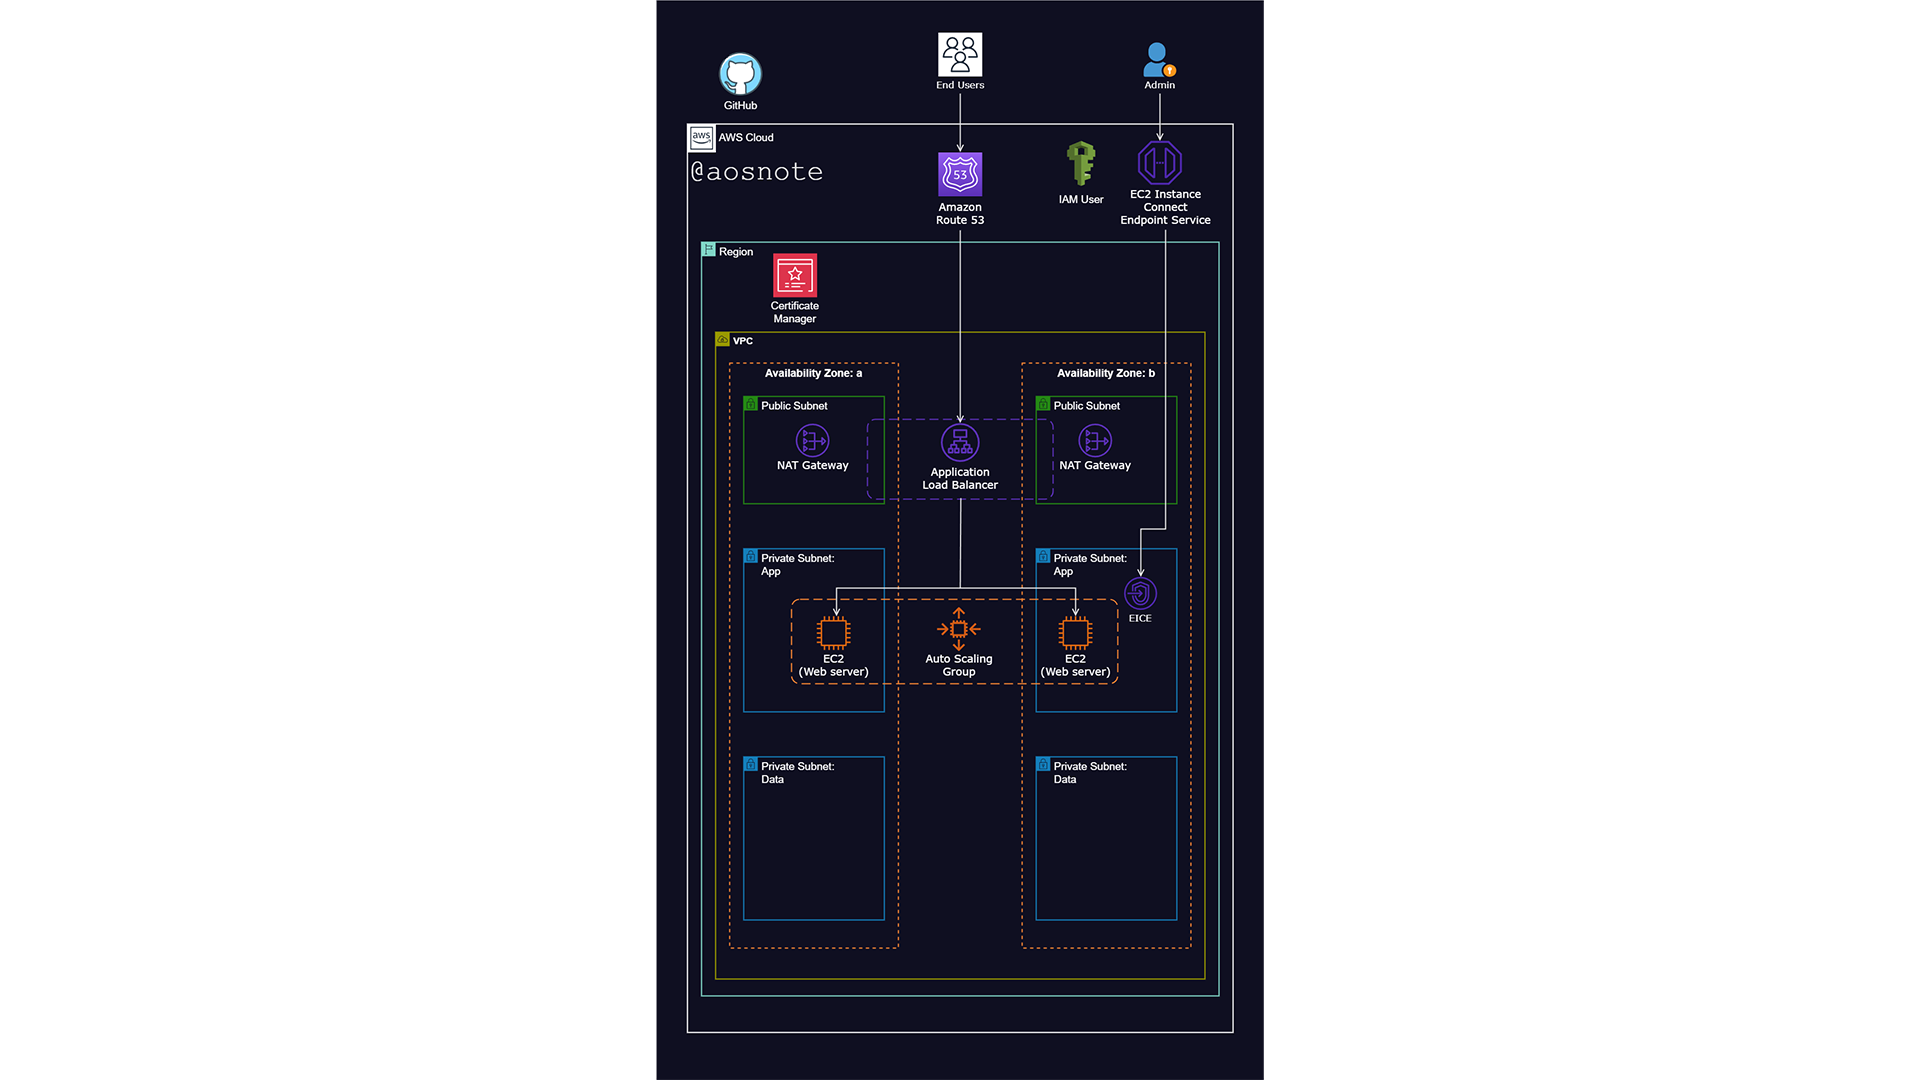 GitHub
End Users
Admin
aws
AWS Cloud
@aosnote
53
Amazon
Route 53
IAM User
EC2 Instance
Connect
Endpoint Service
Region
Certificate
Manager
VPC
Availability Zone: a
Availability Zone: b
Public Subnet
NAT Gateway
Application
Load Balancer
Public Subnet
NAT Gateway
Private Subnet:
App
Private Subnet:
App
EICE
EC2
(Web server)
Auto Scaling
Group
EC2
(Web server)
Private Subnet:
Data
Private Subnet:
Data